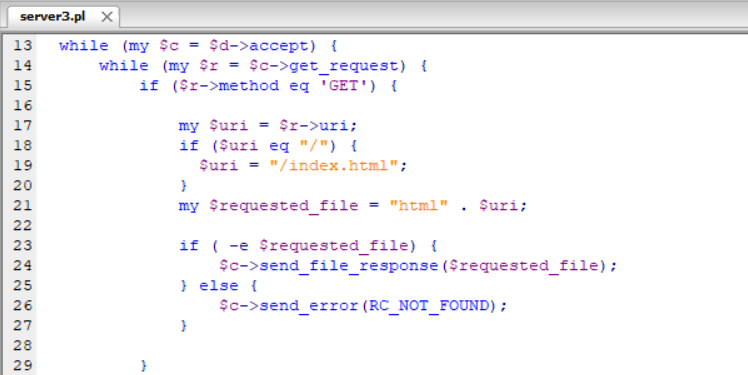 server3.pl
13 while (my $c = $d->accept) {
14 while (my $r = $c->get_request) {
15 if ($r->method eq 'GET') {
16
17 my $uri = $r->uri;
18 if ($uri eq "/") {
19 $uri = "/index.html";
20 }
21 my $requested_file = "html" . $uri;
22
23 if ( -e $requested_file) {
24 $c->send_file_response($requested_file);
25 } else {
26 $c->send_error(RC_NOT_FOUND);
27 }
28
29 }